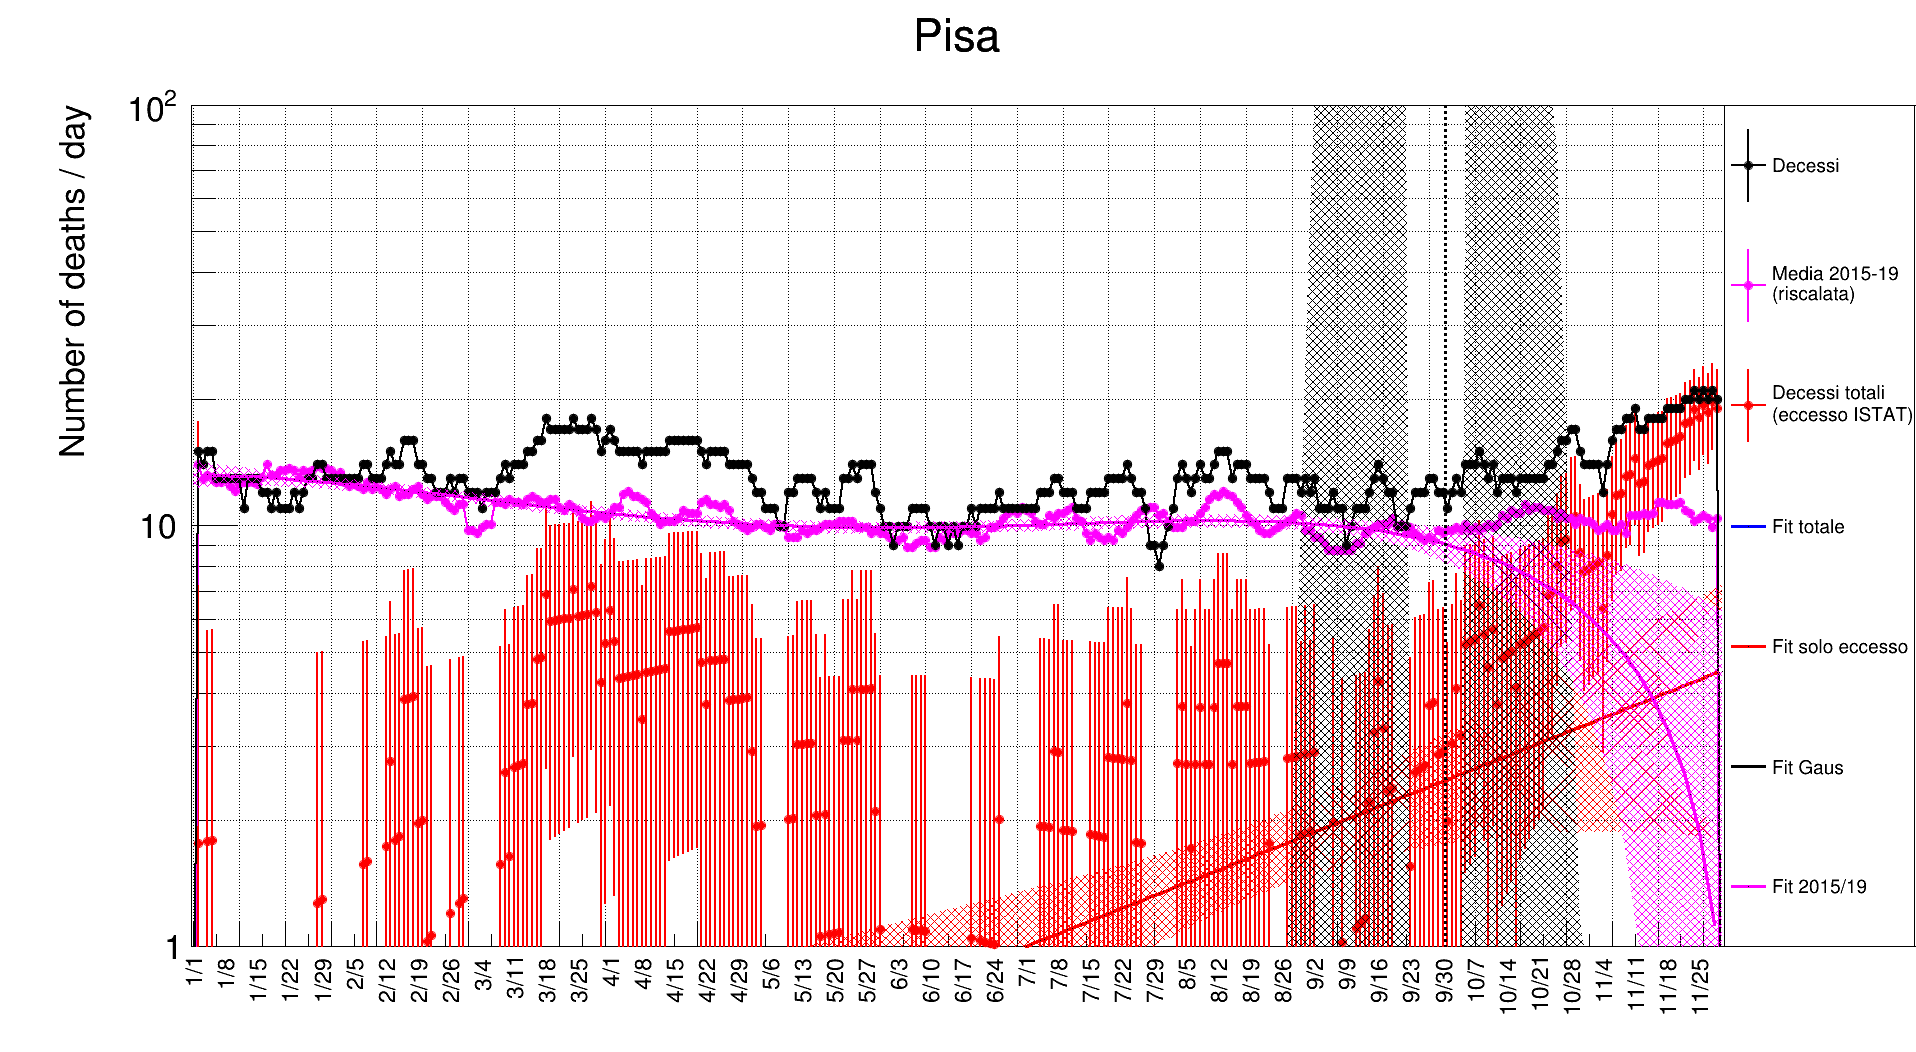 Pisa
Number of deaths / day
10²
10
1
1/1 1/8 1/15 1/22 1/29 2/5 2/12 2/19 2/26 3/4 3/11 3/18 3/25 4/1 4/8 4/15 4/22 4/29 5/6 5/13 5/20 5/27 6/3 6/10 6/17 6/24 7/1 7/8 7/15 7/22 7/29 8/5 8/12 8/19 8/26 9/2 9/9 9/16 9/23 9/30 10/7 10/14 10/21 10/28 11/4 11/11 11/18 11/25
Decessi
Media 2015-19
(riscalata)
Decessi totali
(eccesso ISTAT)
Fit totale
Fit solo eccesso
Fit Gaus
Fit 2015/19